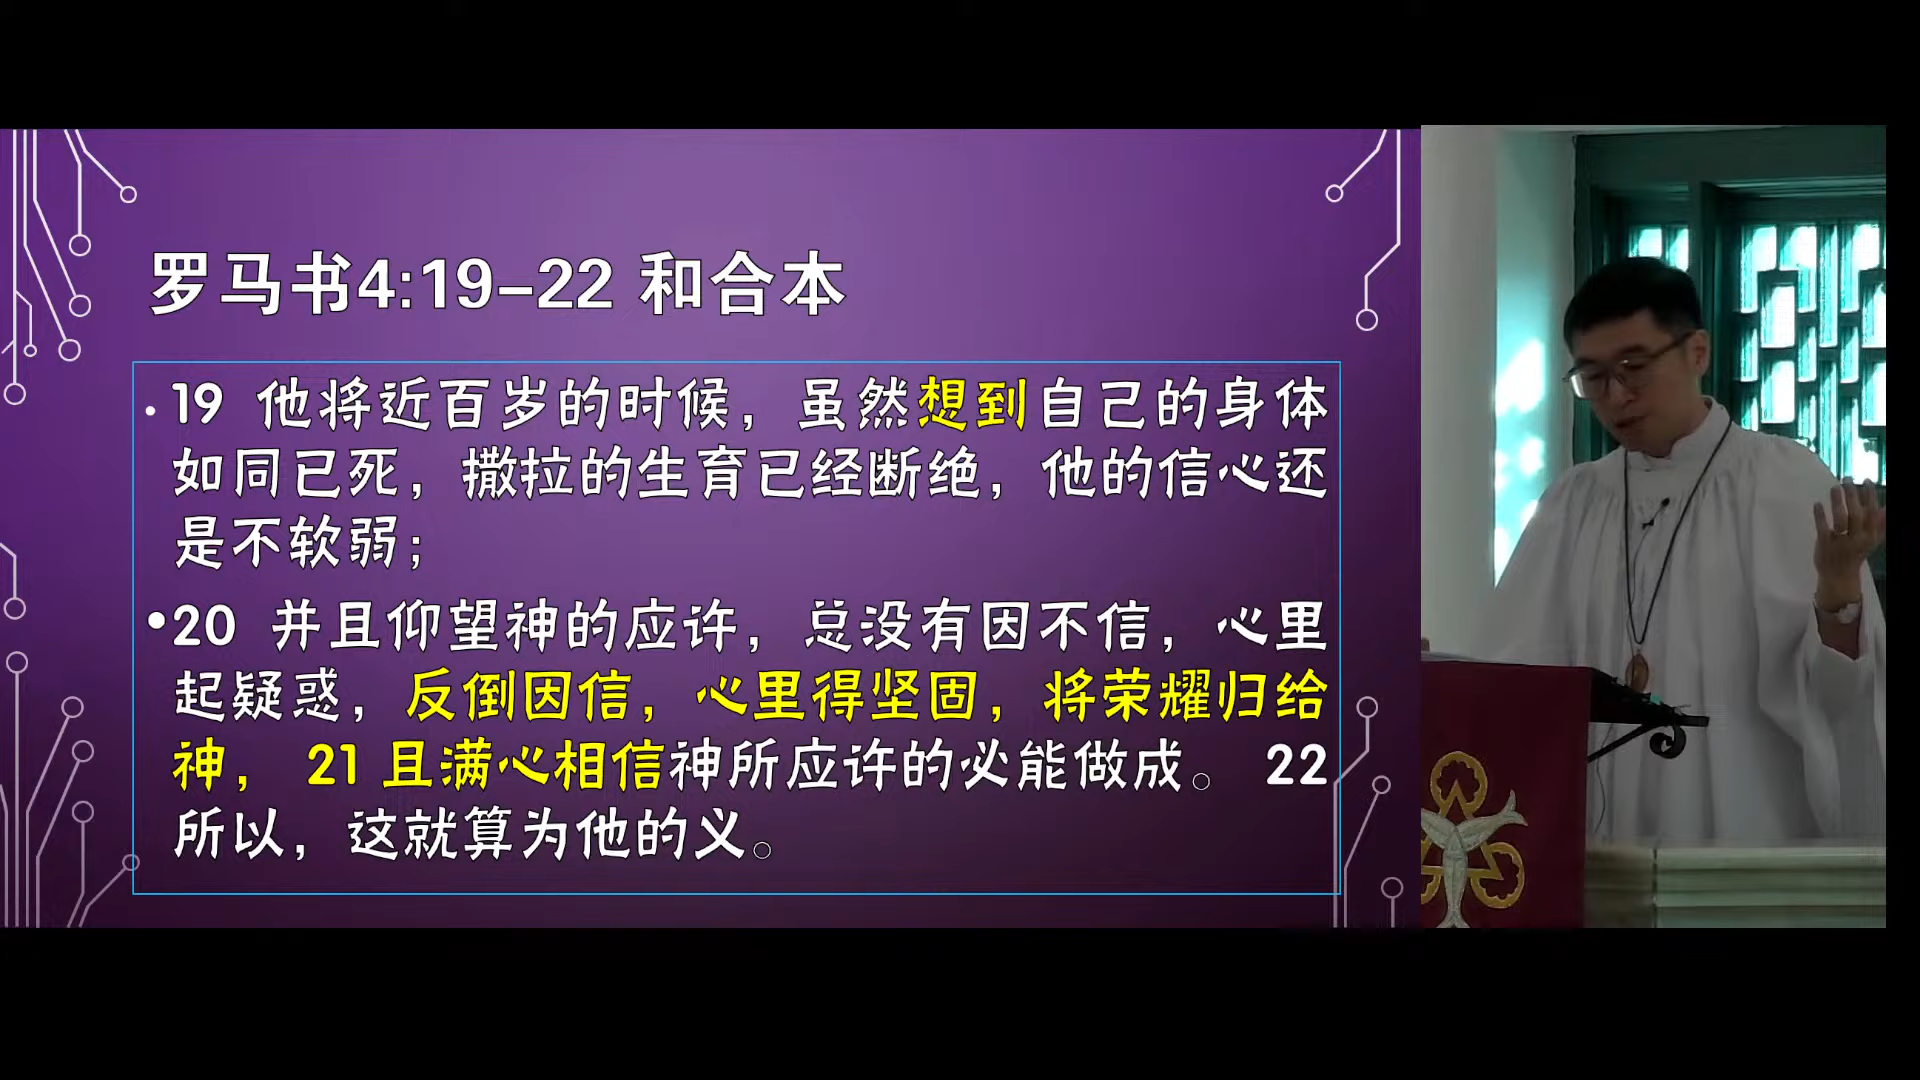 罗马书4:19-22 和合本
• 19 他将近百岁的时候，虽然想到自己的身体
如同已死，撒拉的生育已经断绝，他的信心还
是不软弱；
•20 并且仰望神的应许，总没有因不信，心里
起疑惑，反倒因信，心里得坚固，将荣耀归给
神， 21 且满心相信神所应许的必能做成。 22
所以，这就算为他的义。